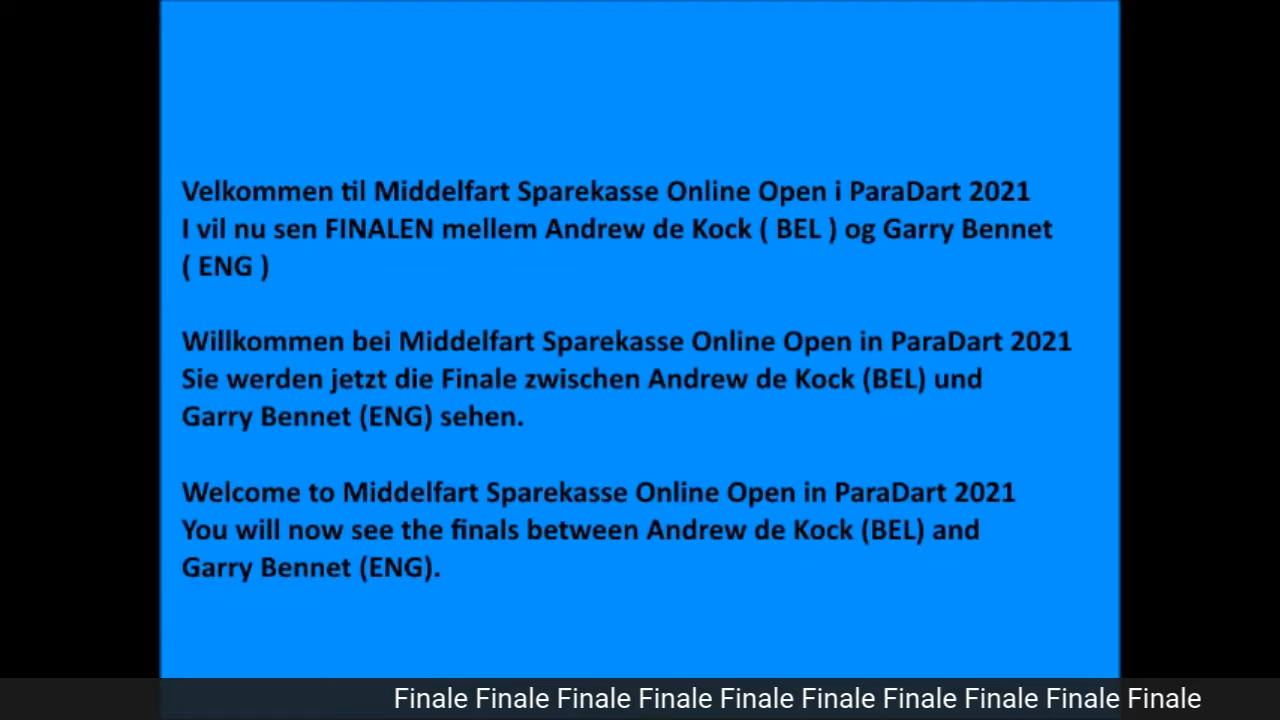 Velkommen til Middelfart Sparekasse Online Open i ParaDart 2021
I vil nu sen FINALEN mellem Andrew de Kock ( BEL ) og Garry Bennet
( ENG )
Willkommen bei Middelfart Sparekasse Online Open in ParaDart 2021
Sie werden jetzt die Finale zwischen Andrew de Kock (BEL) und
Garry Bennet (ENG) sehen.
Welcome to Middelfart Sparekasse Online Open in ParaDart 2021
You will now see the finals between Andrew de Kock (BEL) and
Garry Bennet (ENG).
Finale Finale Finale Finale Finale Finale Finale Finale Finale Finale